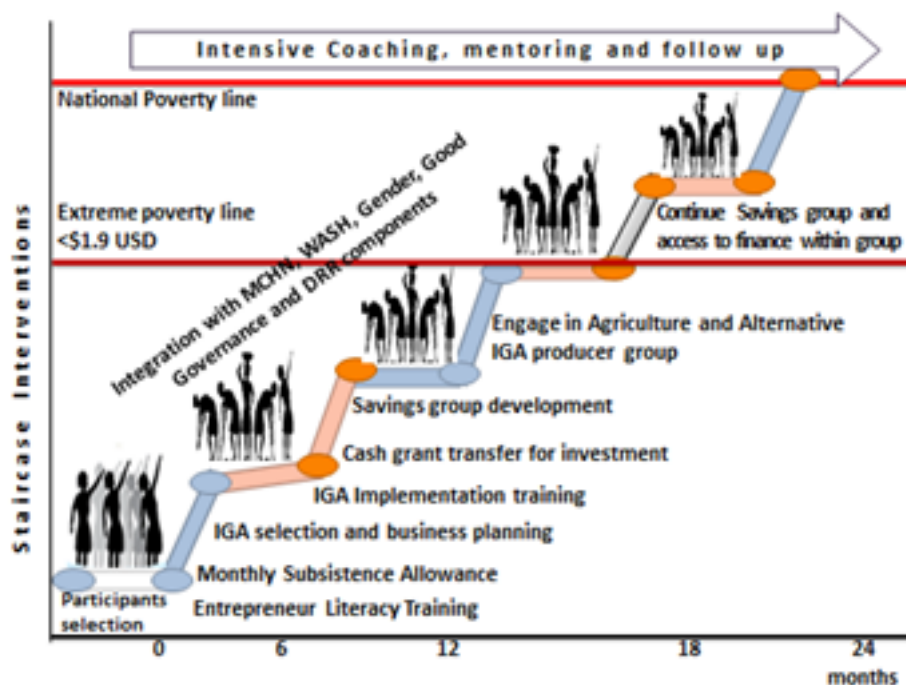 Intensive Coaching, mentoring and follow up
National Poverty line
Extreme poverty line
<$1.9 USD
Integration with MCHN, WASH, Gender, Good
Governance and DRR components
Continue Savings group and
access to finance within group
Engage in Agriculture and Alternative
IGA producer group
Savings group development
Cash grant transfer for investment
IGA Implementation training
IGA selection and business planning
Monthly Subsistence Allowance
Entrepreneur Literacy Training
Participants
selection
Staircase Interventions
0 6 12 18 24
months